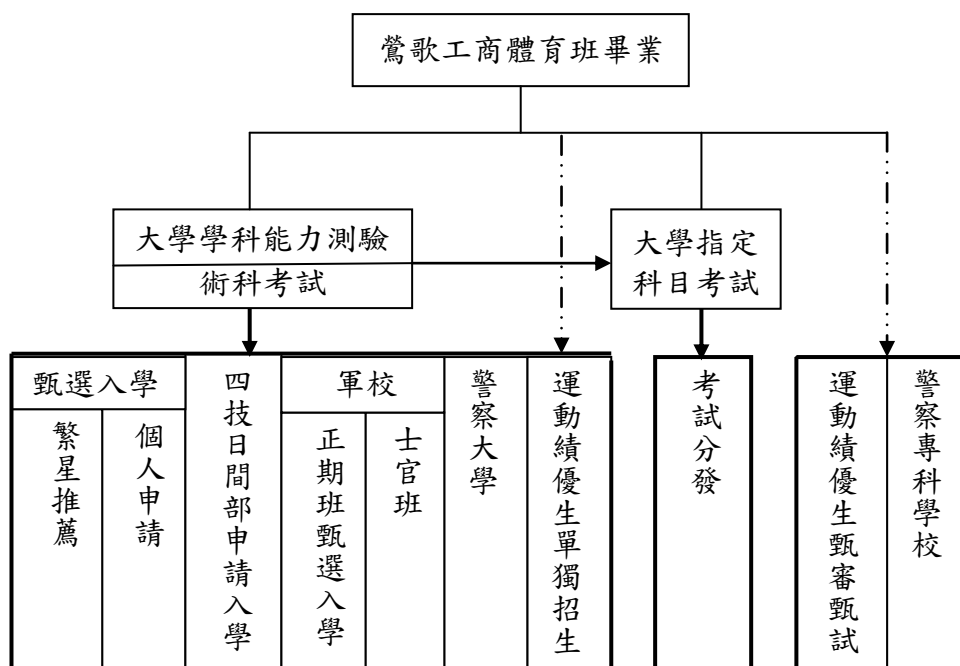 鶯歌工商體育班畢業
大學學科能力測驗
術科考試
大學指定
科目考試
甄選入學
繁星推薦
個人申請
四技日間部申請入學
軍校
正期班甄選入學
士官班
警察大學
運動績優生單獨招生
考試分發
運動績優生甄審甄試
警察專科學校